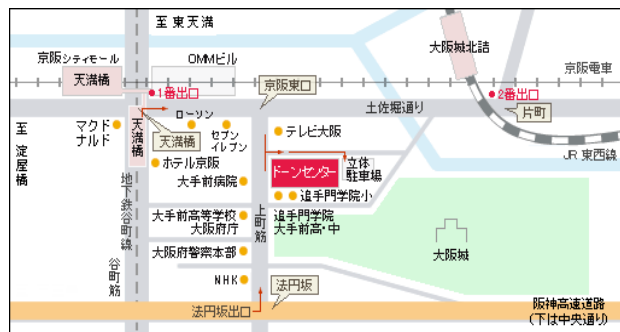 至東天満
京阪シティモール
OMMビル
天満橋
大阪城北詰
京阪電車
1番出口
京阪東口
2番出口
土佐堀通り
片町
至淀屋橋
マクド
ナルド
天満橋
ローソン
セブン
イレブン
天満橋
テレビ大阪
JR東西線
ホテル京阪
大手前病院
ドーンセンター
立体
駐車場
追手門学院小
地下鉄谷町線
谷町筋
大手前高等学校
大阪府庁
上町筋
追手門学院
大手前高・中
大阪府警察本部
大阪城
NHK
法円坂
法円坂出口
阪神高速道路
(下は中央通り)